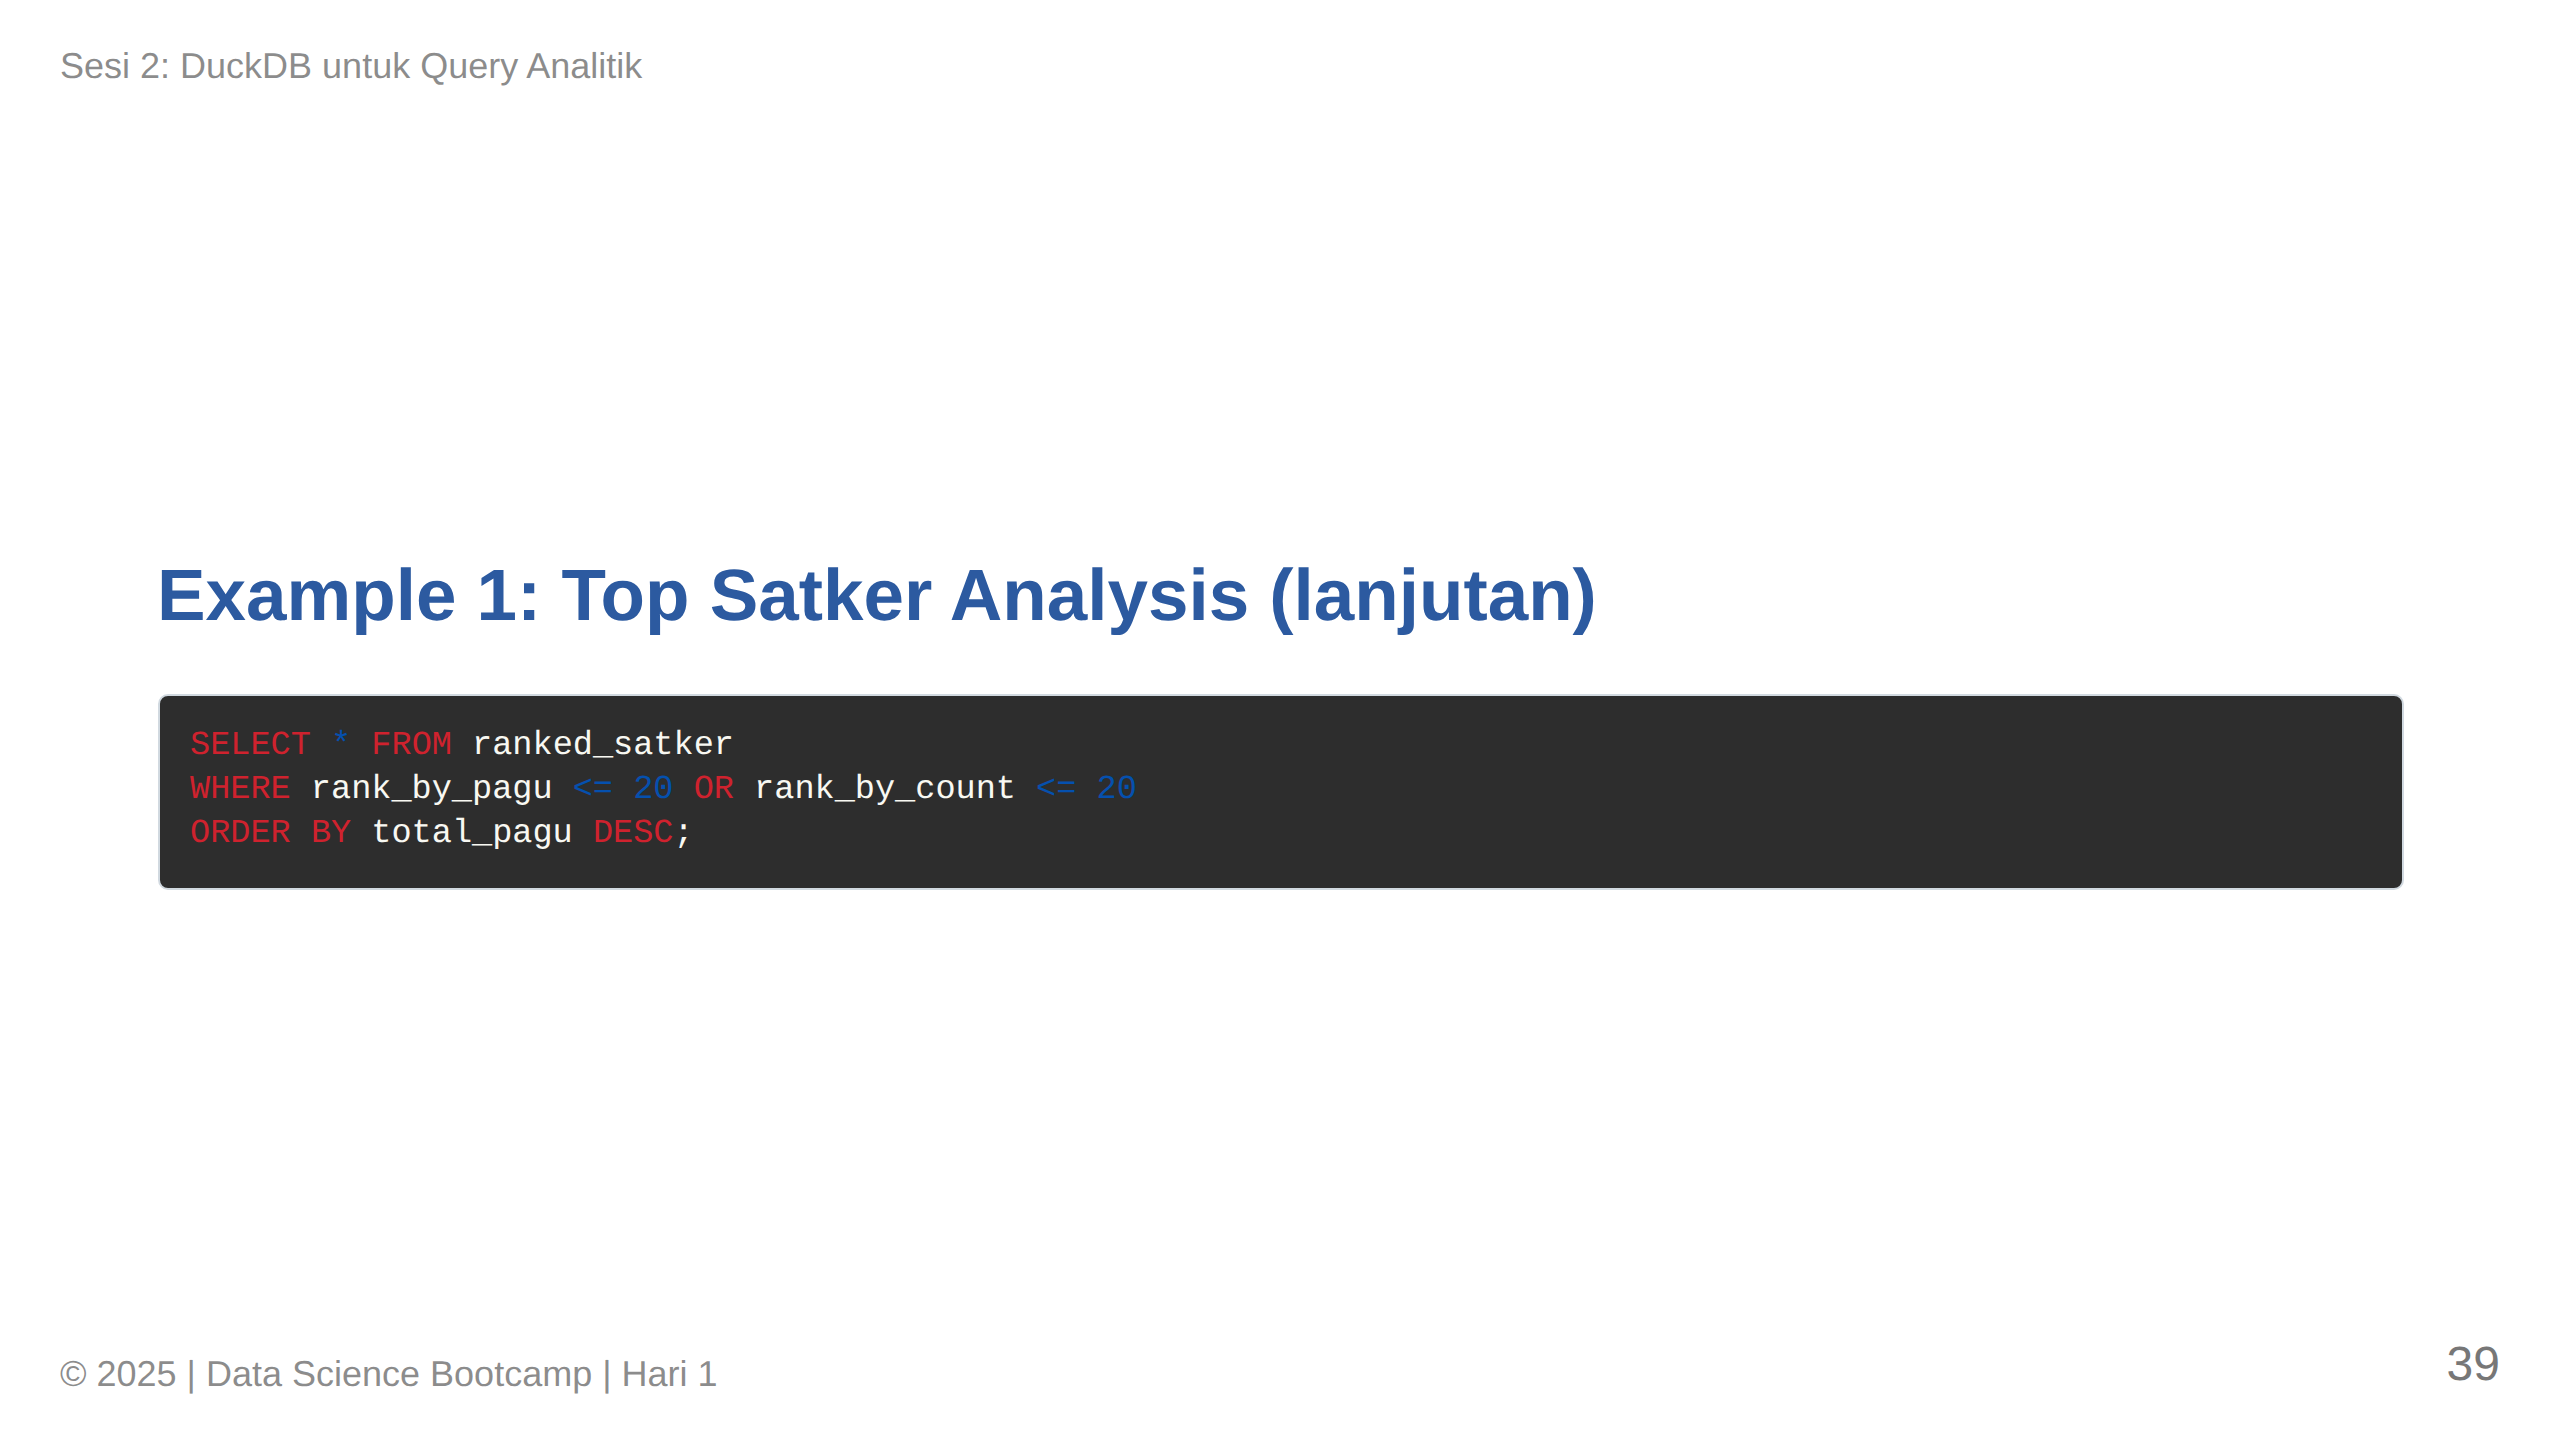 Sesi 2: DuckDB untuk Query Analitik
Example 1: Top Satker Analysis (lanjutan)
SELECT * FROM ranked_satker
WHERE rank_by_pagu <= 20 OR rank_by_count <= 20
ORDER BY total_pagu DESC;
© 2025 | Data Science Bootcamp | Hari 1
39